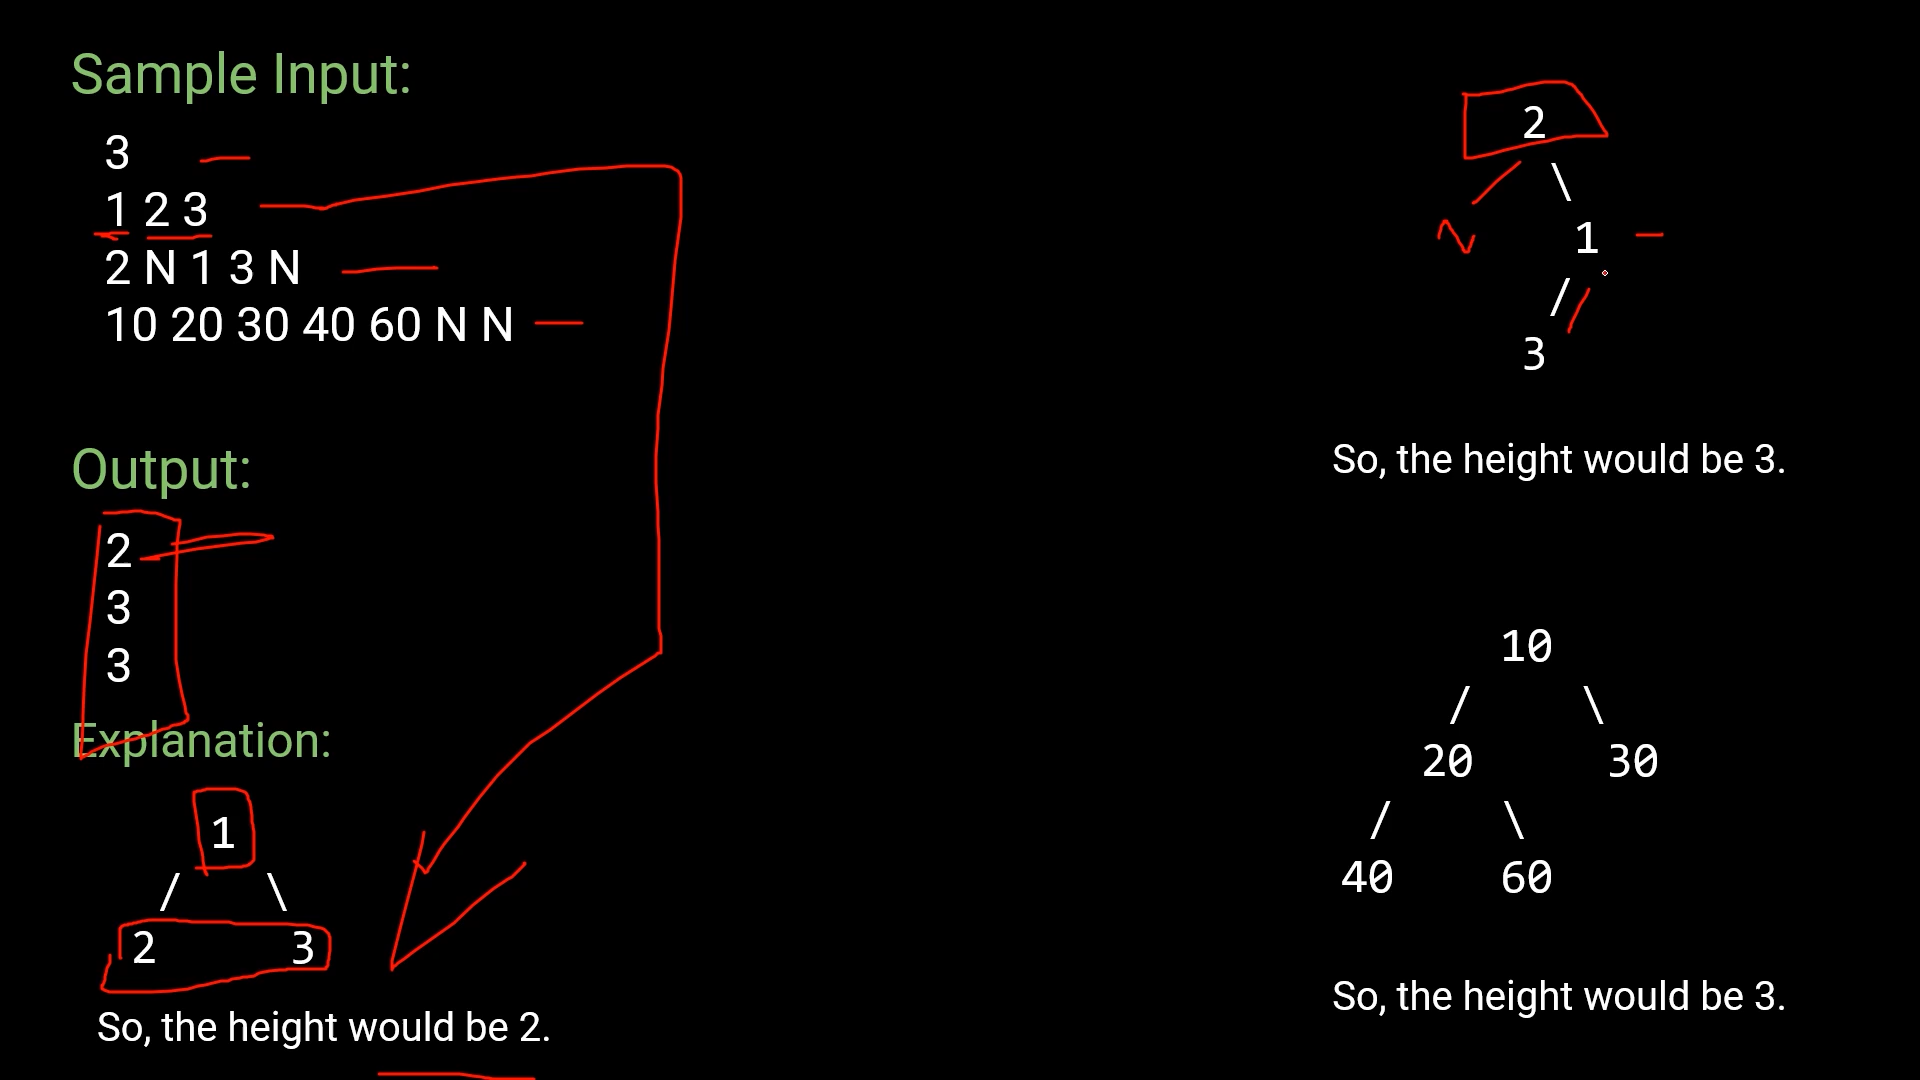 Sample Input:
3
1 2 3
2 N 1 3 N
10 20 30 40 60 N N
Output:
2
3
3
Explanation:
1
/ \
2 3
So, the height would be 2.
2
\
N 1
/
3
So, the height would be 3.
10
/ \
20 30
/ \
40 60
So, the height would be 3.